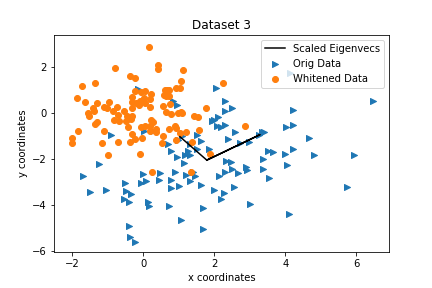 Dataset 3
Scaled Eigenvecs
Orig Data
Whitened Data
y coordinates
2
0
−2
−4
−6
−2
0
2
4
6
x coordinates